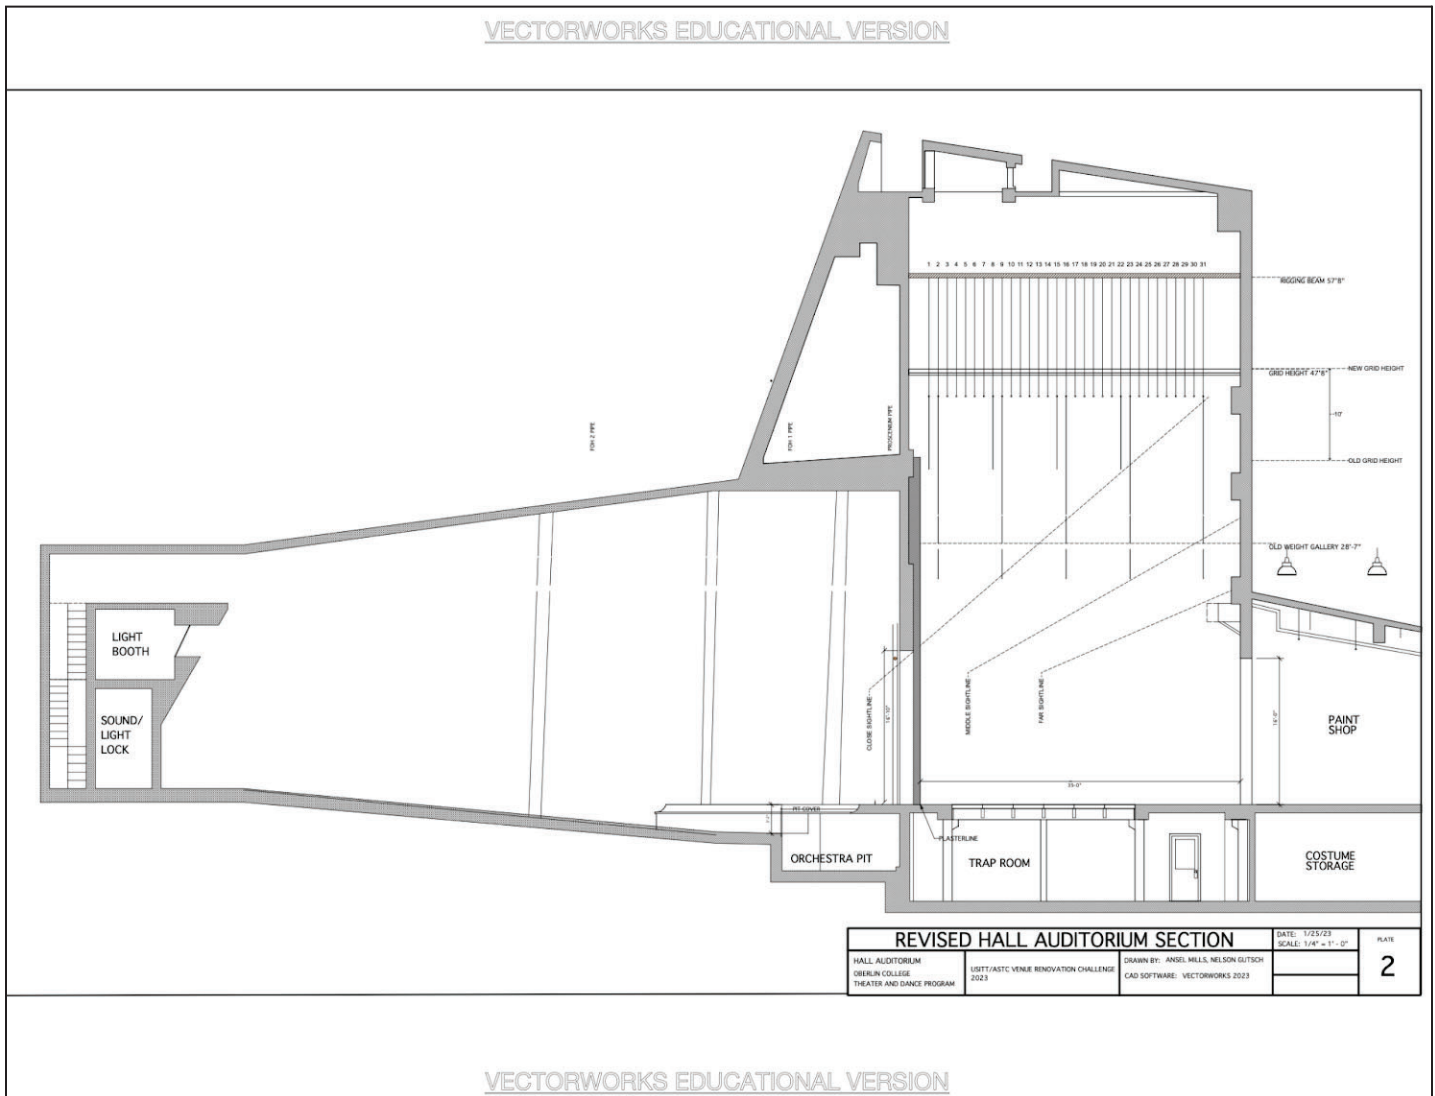 VECTORWORKS EDUCATIONAL VERSION
1 2 3 4 5 6 7 8 9 10 11 12 13 14 15 16 17 18 19 20 21 22 23 24 25 26 27 28 29 30 31
RIGGING BEAM 57'8"
GRID HEIGHT 47'8"
NEW GRID HEIGHT
10'
OLD GRID HEIGHT
FOH 2 PIPE
FOH 1 PIPE
PROSCENIUM PIPE
OLD WEIGHT GALLERY 28'-7"
LIGHT
BOOTH
SOUND/
LIGHT
LOCK
CLOSE SIGHTLINE
16'-10"
MIDDLE SIGHTLINE
FAR SIGHTLINE
16'-0"
PAINT
SHOP
35'-0"
PIT COVER
PLASTERLINE
ORCHESTRA PIT
TRAP ROOM
COSTUME
STORAGE
REVISED HALL AUDITORIUM SECTION
DATE: 1/25/23
SCALE: 1/4" = 1' - 0"
PLATE
2
HALL AUDITORIUM
OBERLIN COLLEGE
THEATER AND DANCE PROGRAM
USITT/ASTC VENUE RENOVATION CHALLENGE
2023
DRAWN BY: ANSEL MILLS, NELSON GUTSCH
CAD SOFTWARE: VECTORWORKS 2023
VECTORWORKS EDUCATIONAL VERSION